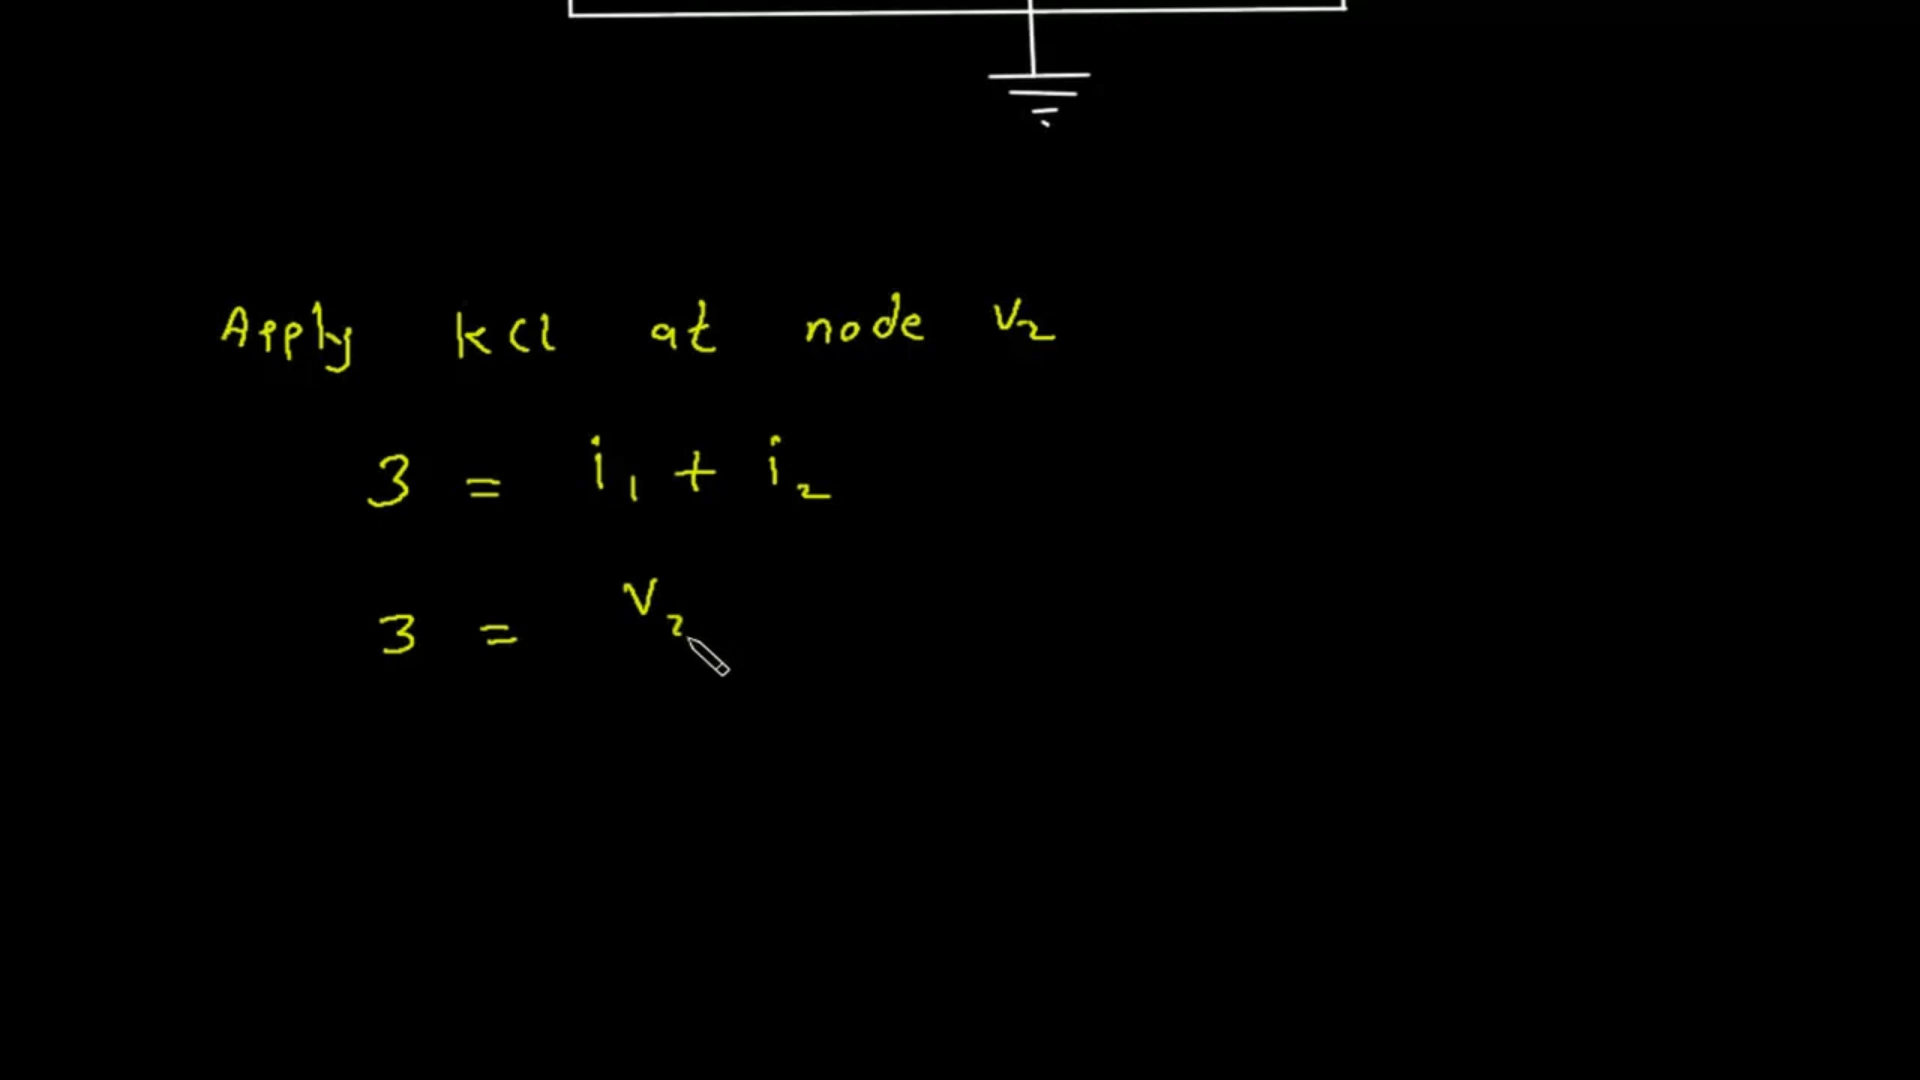 Apply kcl at node V2
3 = i1 + i2
3 = V2